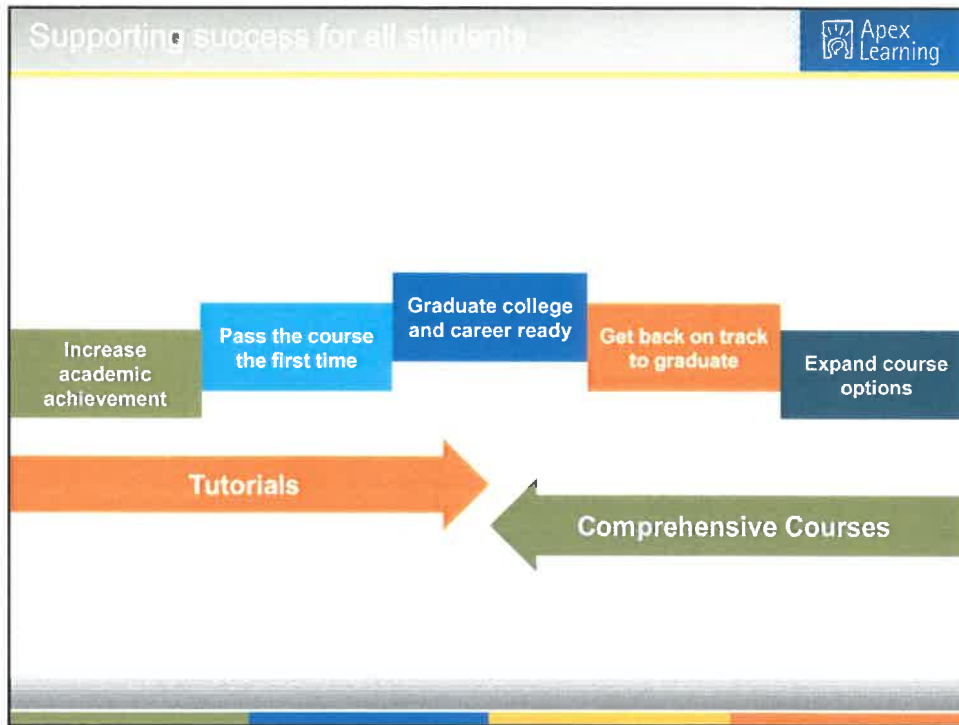 Supporting success for all students
Apex
Learning
Increase
academic
achievement
Pass the course
the first time
Graduate college
and career ready
Get back on track
to graduate
Expand course
options
Tutorials
Comprehensive Courses